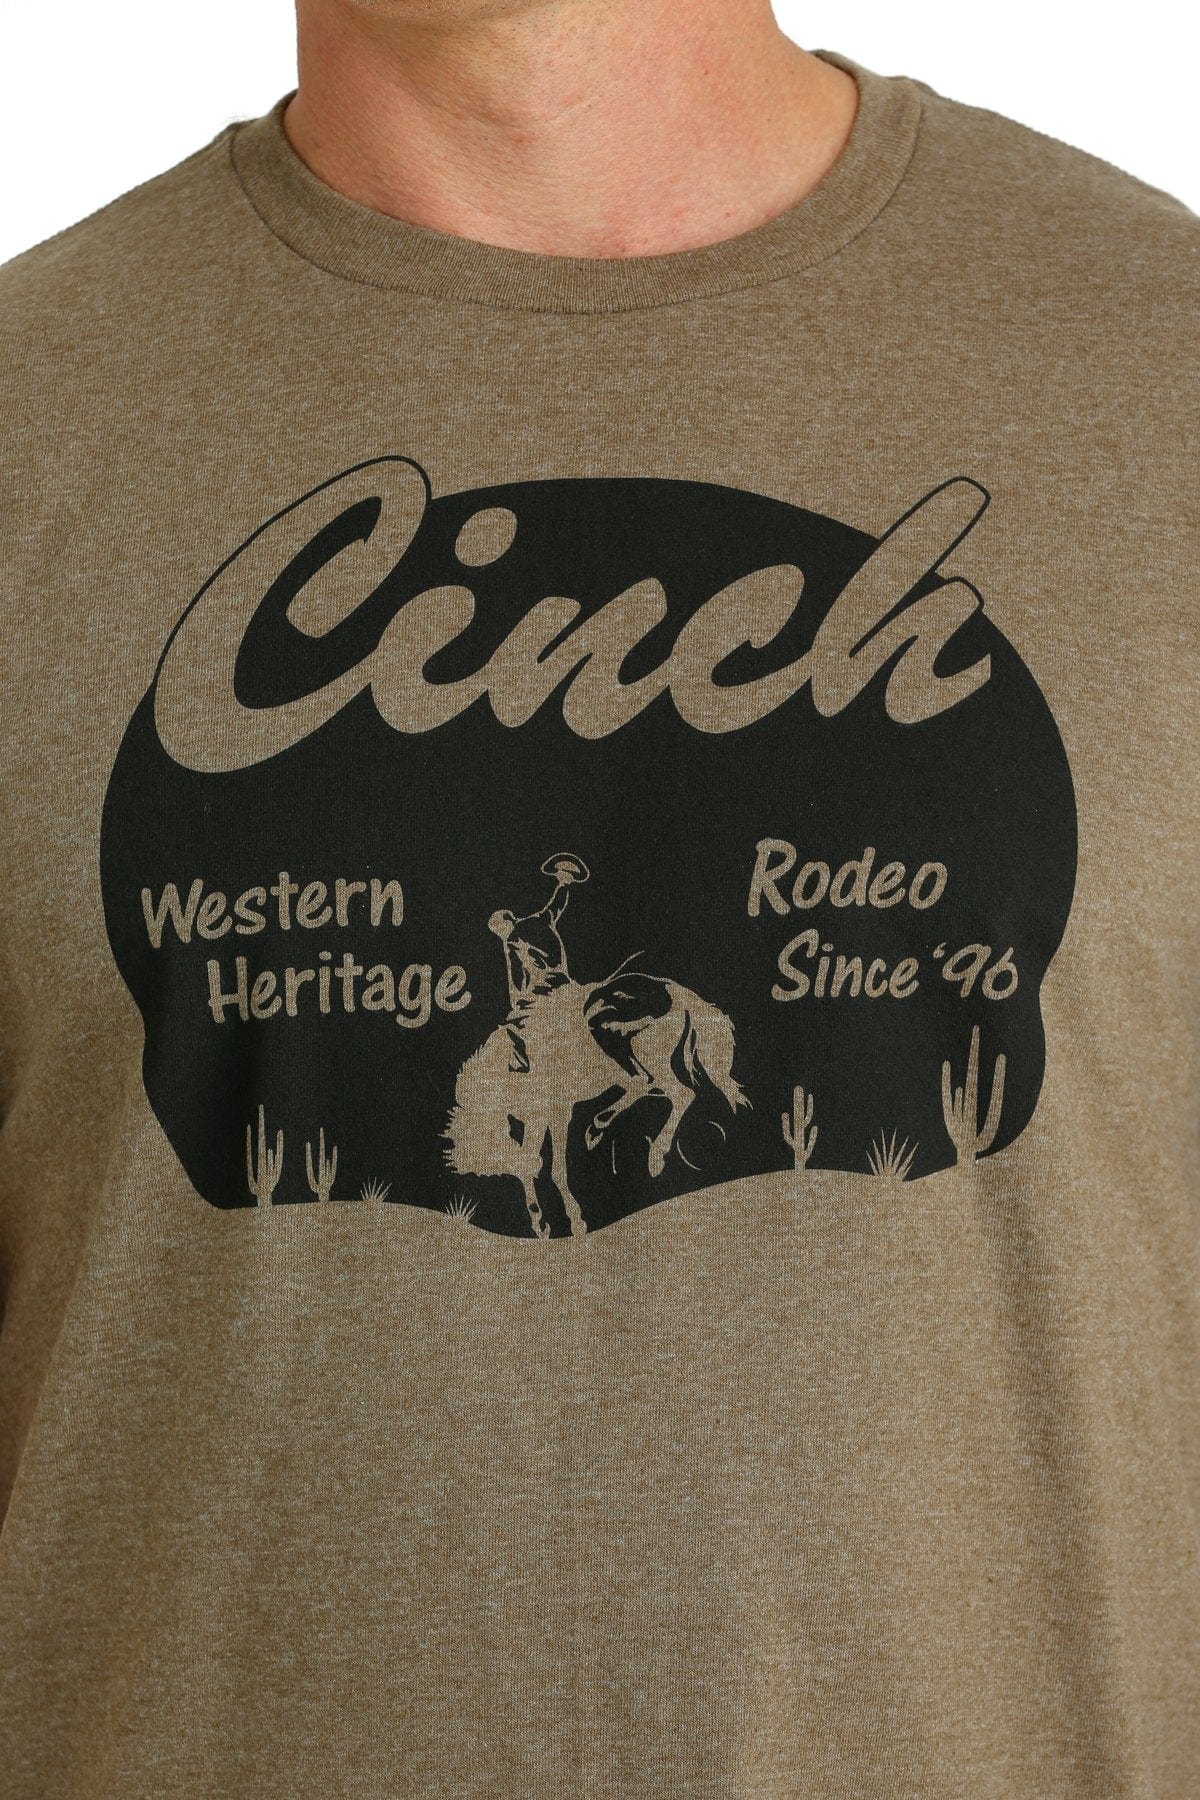 Cinch
Western
Heritage
Rodeo
Since '96